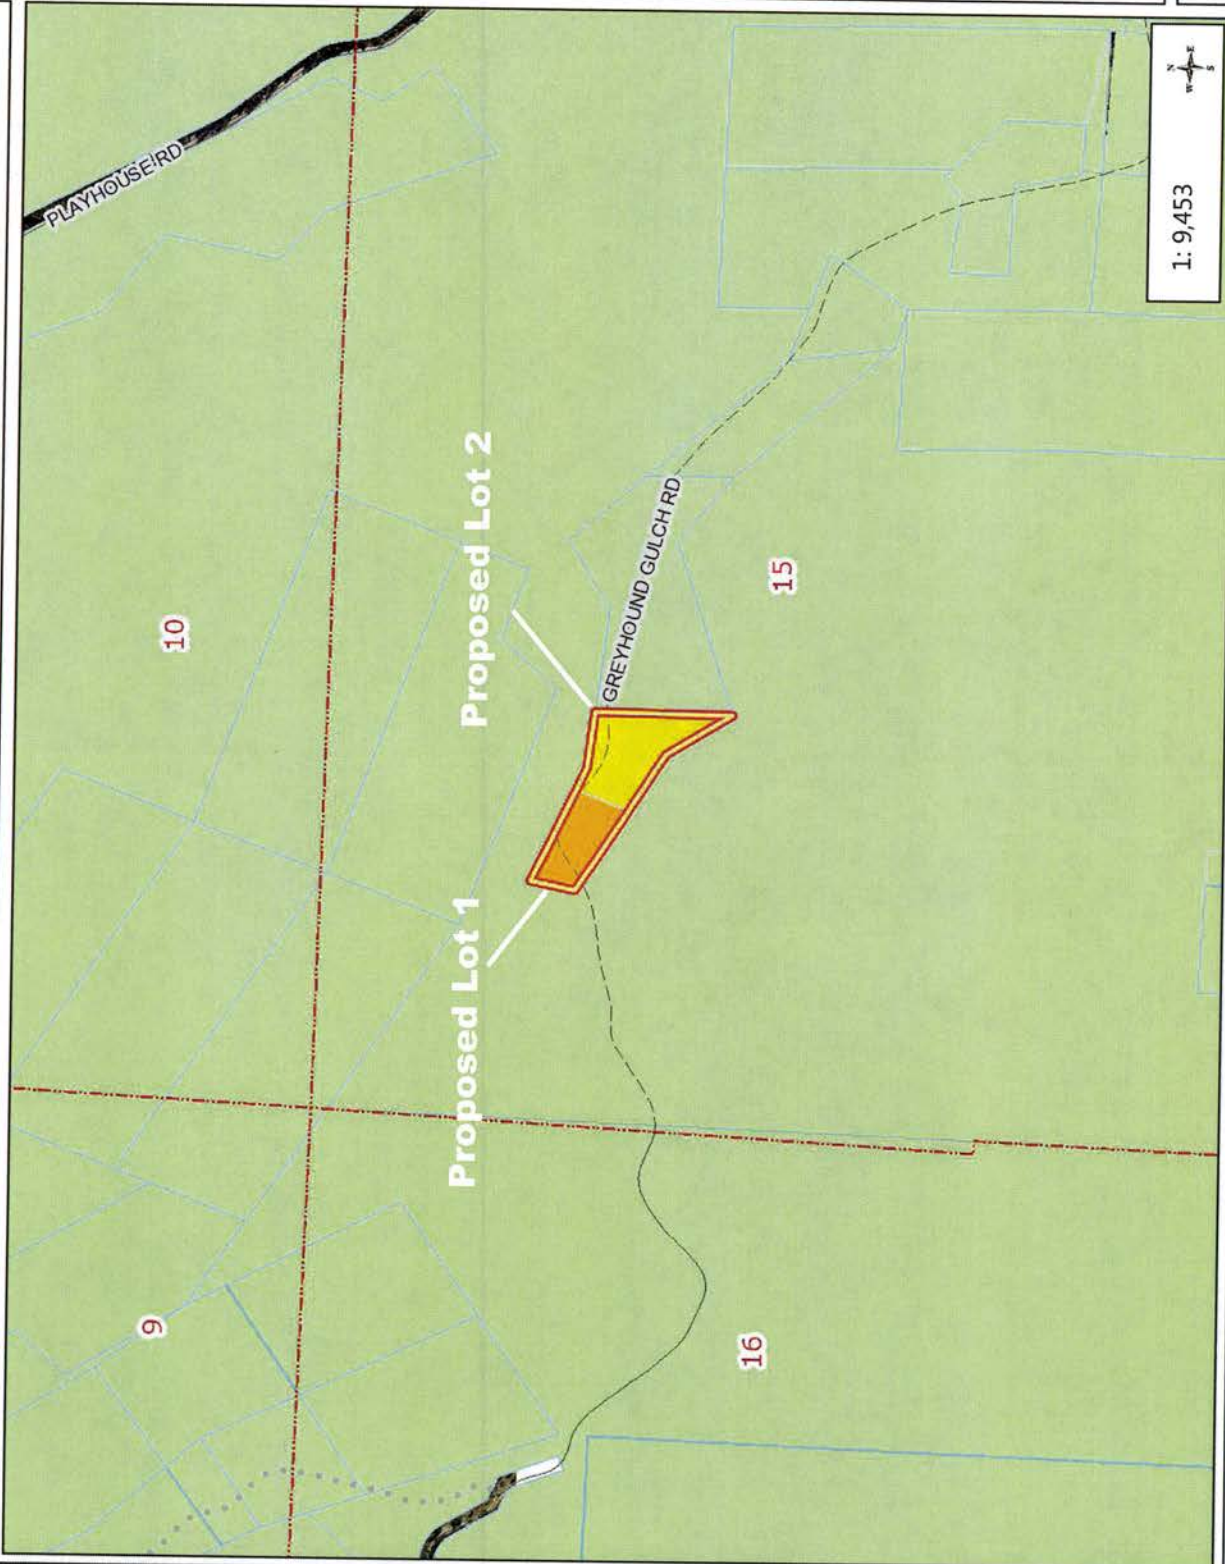 PLAYHOUSE RD
10
Proposed Lot 2
GREYHOUND GULCH RD
15
Proposed Lot 1
9
16
1: 9,453
N
W
E
S